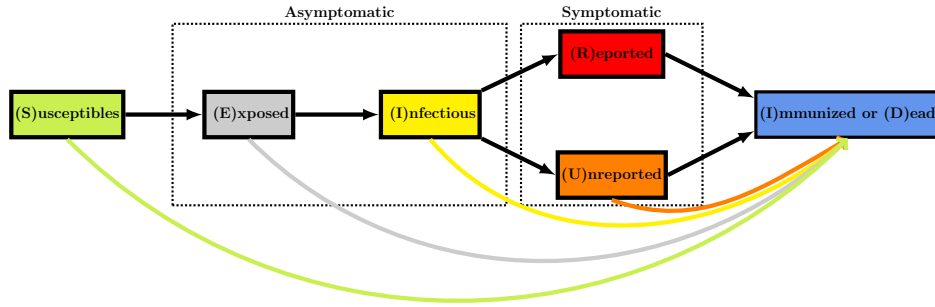 Asymptomatic
Symptomatic
(R)eported
(S)usceptibles
(E)xposed
(I)nfectious
(I)mmunized or (D)ead
(U)nreported